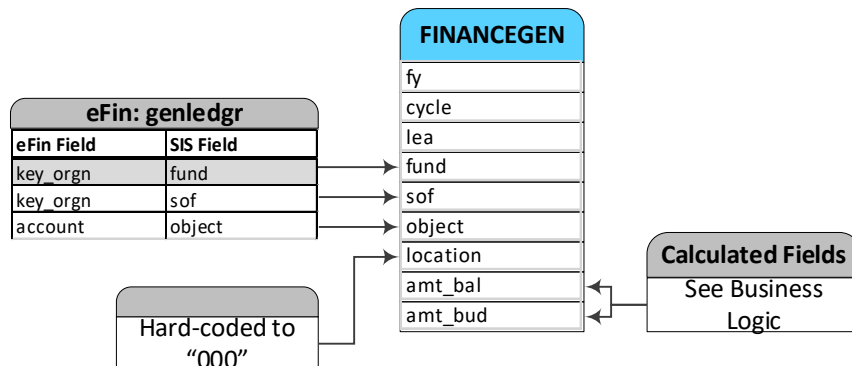 FINANCEGEN
fy
cycle
lea
fund
sof
object
location
amt_bal
amt_bud
eFin: genledgr
eFin Field SIS Field
key_orgn fund
key_orgn sof
account object
Hard-coded to
“000”
Calculated Fields
See Business
Logic